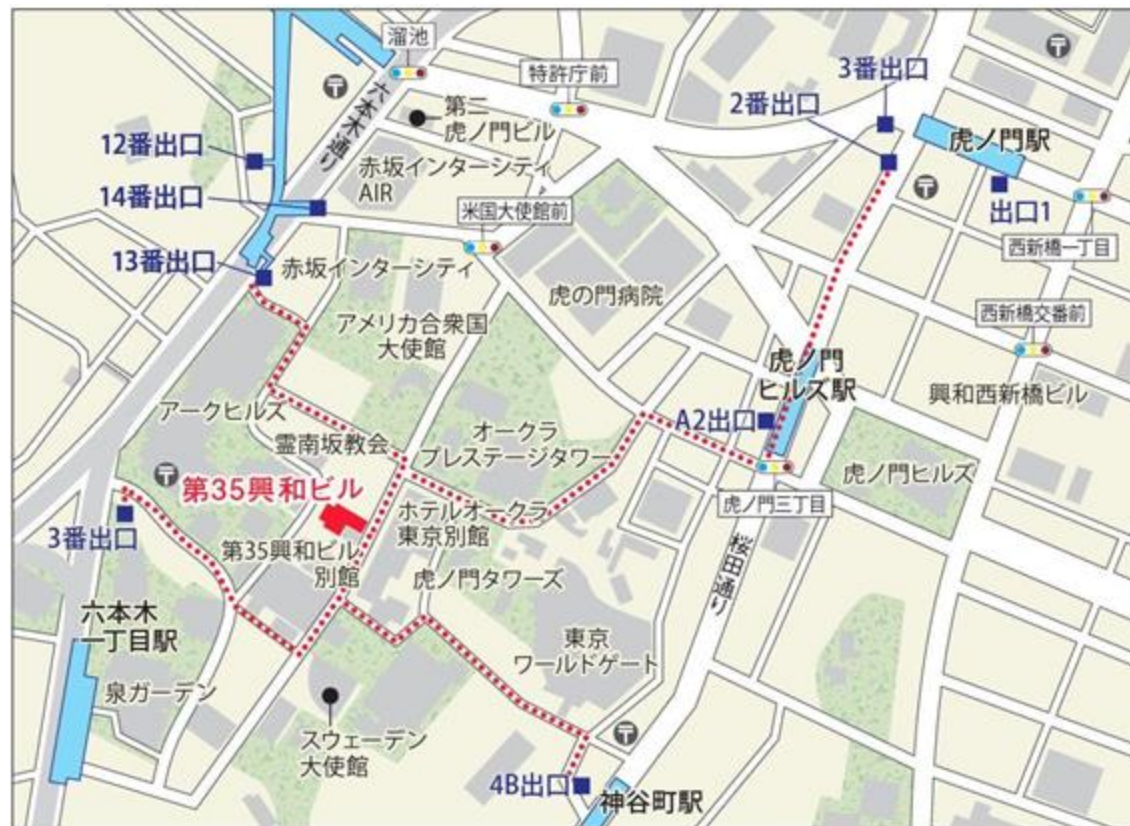 溜池
特許庁前
3番出口
2番出口
虎ノ門駅
出口1
西新橋一丁目
第二
虎ノ門ビル
六本木通り
赤坂インターシティ
AIR
12番出口
14番出口
13番出口
米国大使館前
赤坂インターシティ
アメリカ合衆国
大使館
虎の門病院
西新橋交番前
虎ノ門
ヒルズ駅
興和西新橋ビル
アークヒルズ
霊南坂教会
オークラ
プレステージタワー
A2出口
虎ノ門ヒルズ
虎ノ門三丁目
第35興和ビル
3番出口
ホテルオークラ
東京別館
第35興和ビル
別館
虎ノ門タワーズ
桜田通り
六本木
一丁目駅
泉ガーデン
東京
ワールドゲート
スウェーデン
大使館
4B出口
神谷町駅